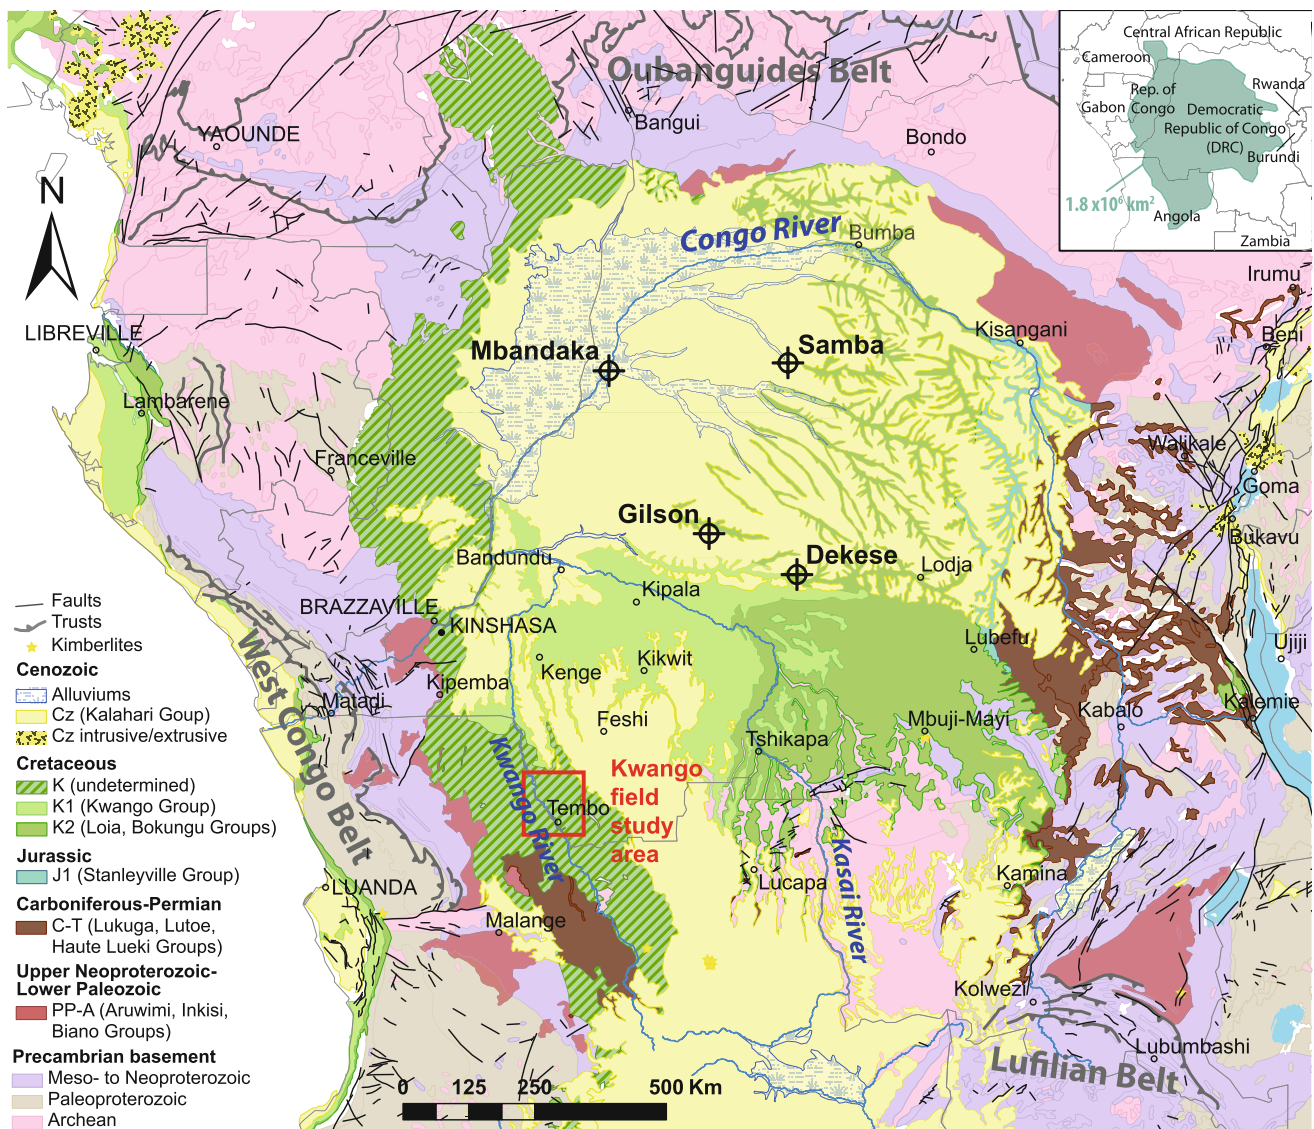 Central African Republic
Cameroon
Rep. of
Congo
Rwanda
Gabon
Democratic
Republic of Congo
(DRC)
Burundi
1.8 x10⁶ km²
Angola
Zambia
Oubanguides Belt
Bangui
YAOUNDE
Bondo
N
Congo River
Bumba
Irumu
LIBREVILLE
Kisangani
Beni
Mbandaka
Samba
Lambarene
Walikale
Franceville
Goma
Gilson
Bukavu
Bandundu
Dekese
Lodja
Kipala
BRAZZAVILLE
KINSHASA
Lubefu
Ujiji
Kenge
Kikwit
Kipemba
West Congo Belt
Matadi
Kabalo
Kalemie
Feshi
Mbuji-Mayi
Tshikapa
Kwango River
Kwango
field
study
area
Tembo
Kasai River
LUANDA
Lucapa
Kamina
Malange
Kolwezi
Lubumbashi
Lufilian Belt
Faults
Trusts
Kimberlites
Cenozoic
Alluviums
Cz (Kalahari Goup)
Cz intrusive/extrusive
Cretaceous
K (undetermined)
K1 (Kwango Group)
K2 (Loia, Bokungu Groups)
Jurassic
J1 (Stanleyville Group)
Carboniferous-Permian
C-T (Lukuga, Lutoe,
Haute Lueki Groups)
Upper Neoproterozoic-
Lower Paleozoic
PP-A (Aruwimi, Inkisi,
Biano Groups)
Precambrian basement
Meso- to Neoproterozoic
Paleoproterozoic
Archean
0 125 250 500 Km